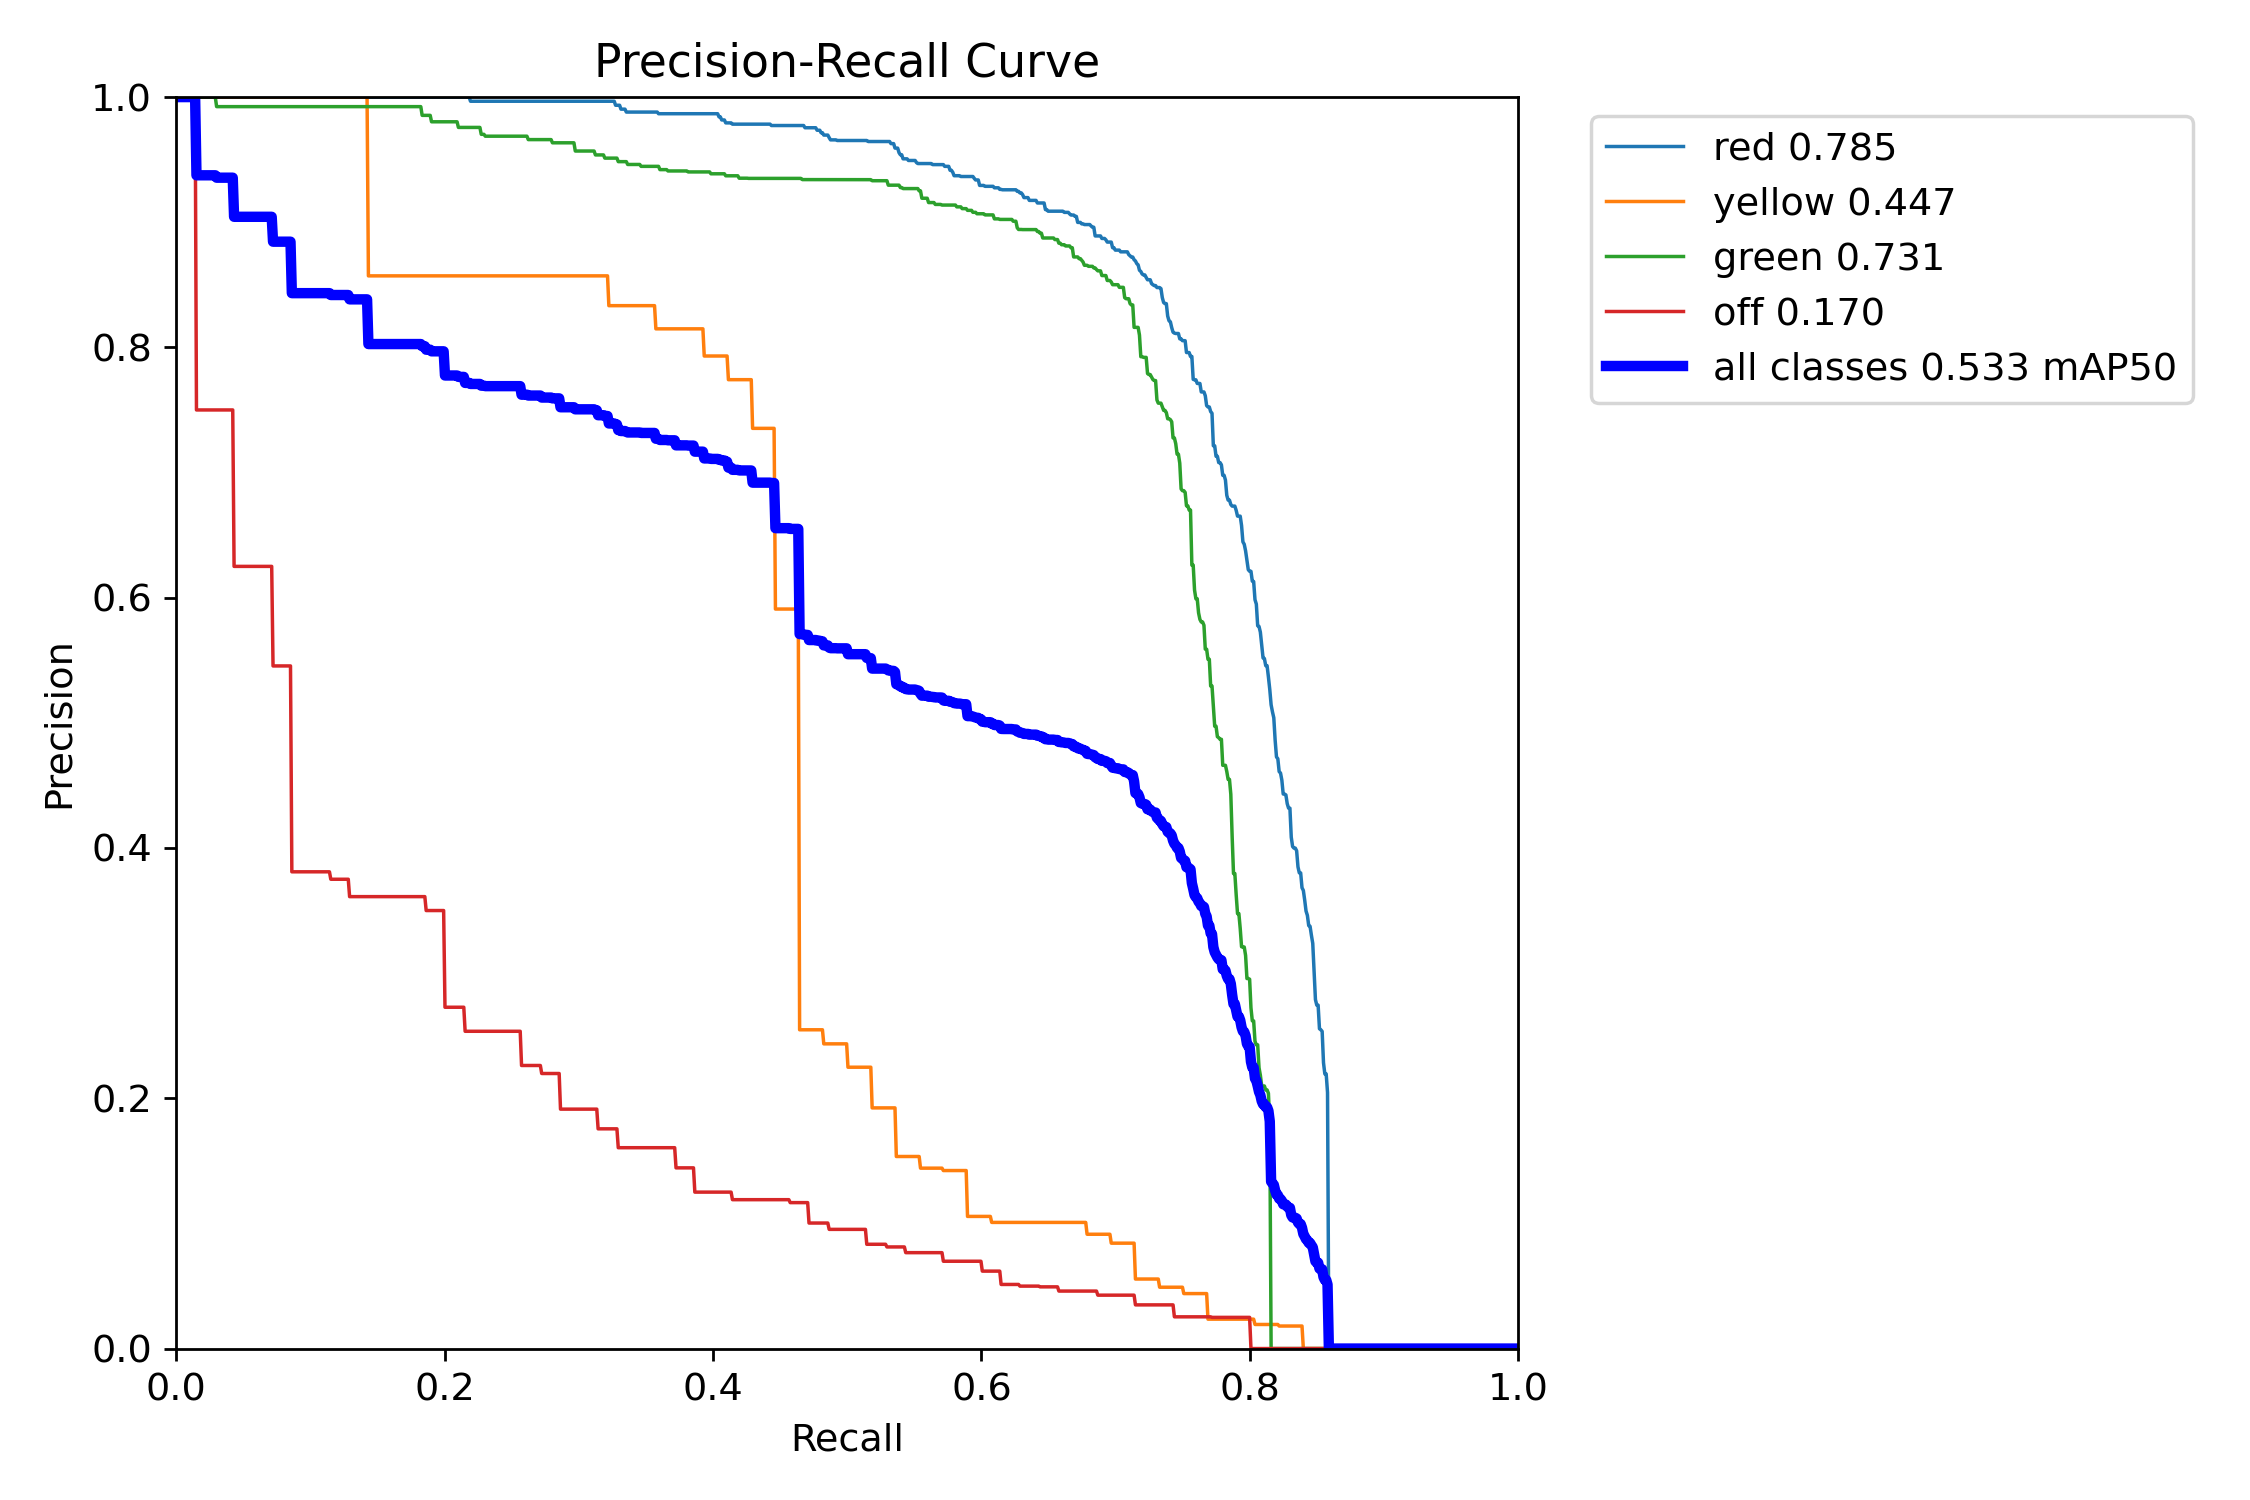 Precision-Recall Curve
1.0
0.8
0.6
0.4
0.2
0.0
Precision
0.0 0.2 0.4 0.6 0.8 1.0
Recall
red 0.785
yellow 0.447
green 0.731
off 0.170
all classes 0.533 mAP50